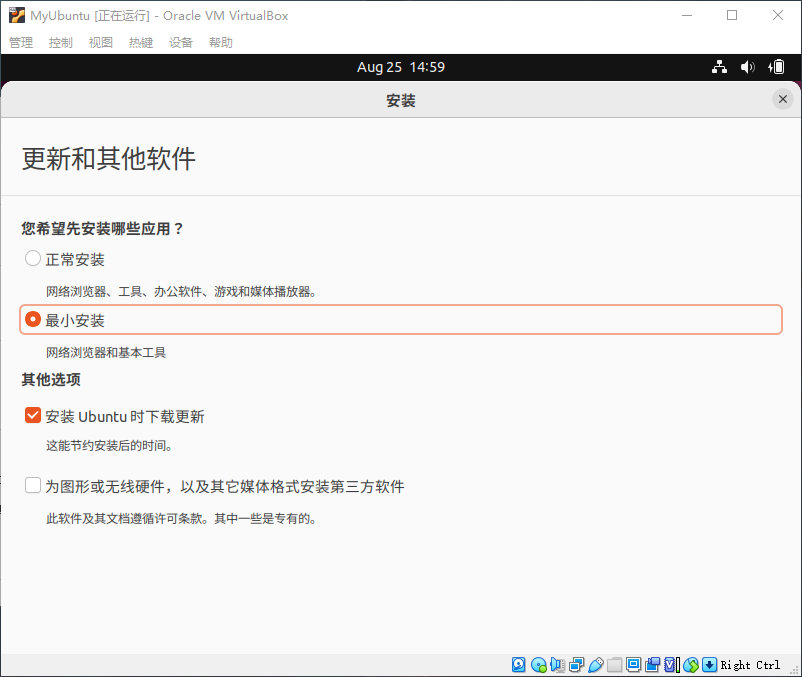 MyUbuntu [正在运行] - Oracle VM VirtualBox
管理 控制 视图 热键 设备 帮助
Aug 25 14:59
安装
更新和其他软件
您希望先安装哪些应用？
正常安装
网络浏览器、工具、办公软件、游戏和媒体播放器。
最小安装
网络浏览器和基本工具
其他选项
安装 Ubuntu 时下载更新
这能节约安装后的时间。
为图形或无线硬件，以及其它媒体格式安装第三方软件
此软件及其文档遵循许可条款。其中一些是专有的。
Right Ctrl